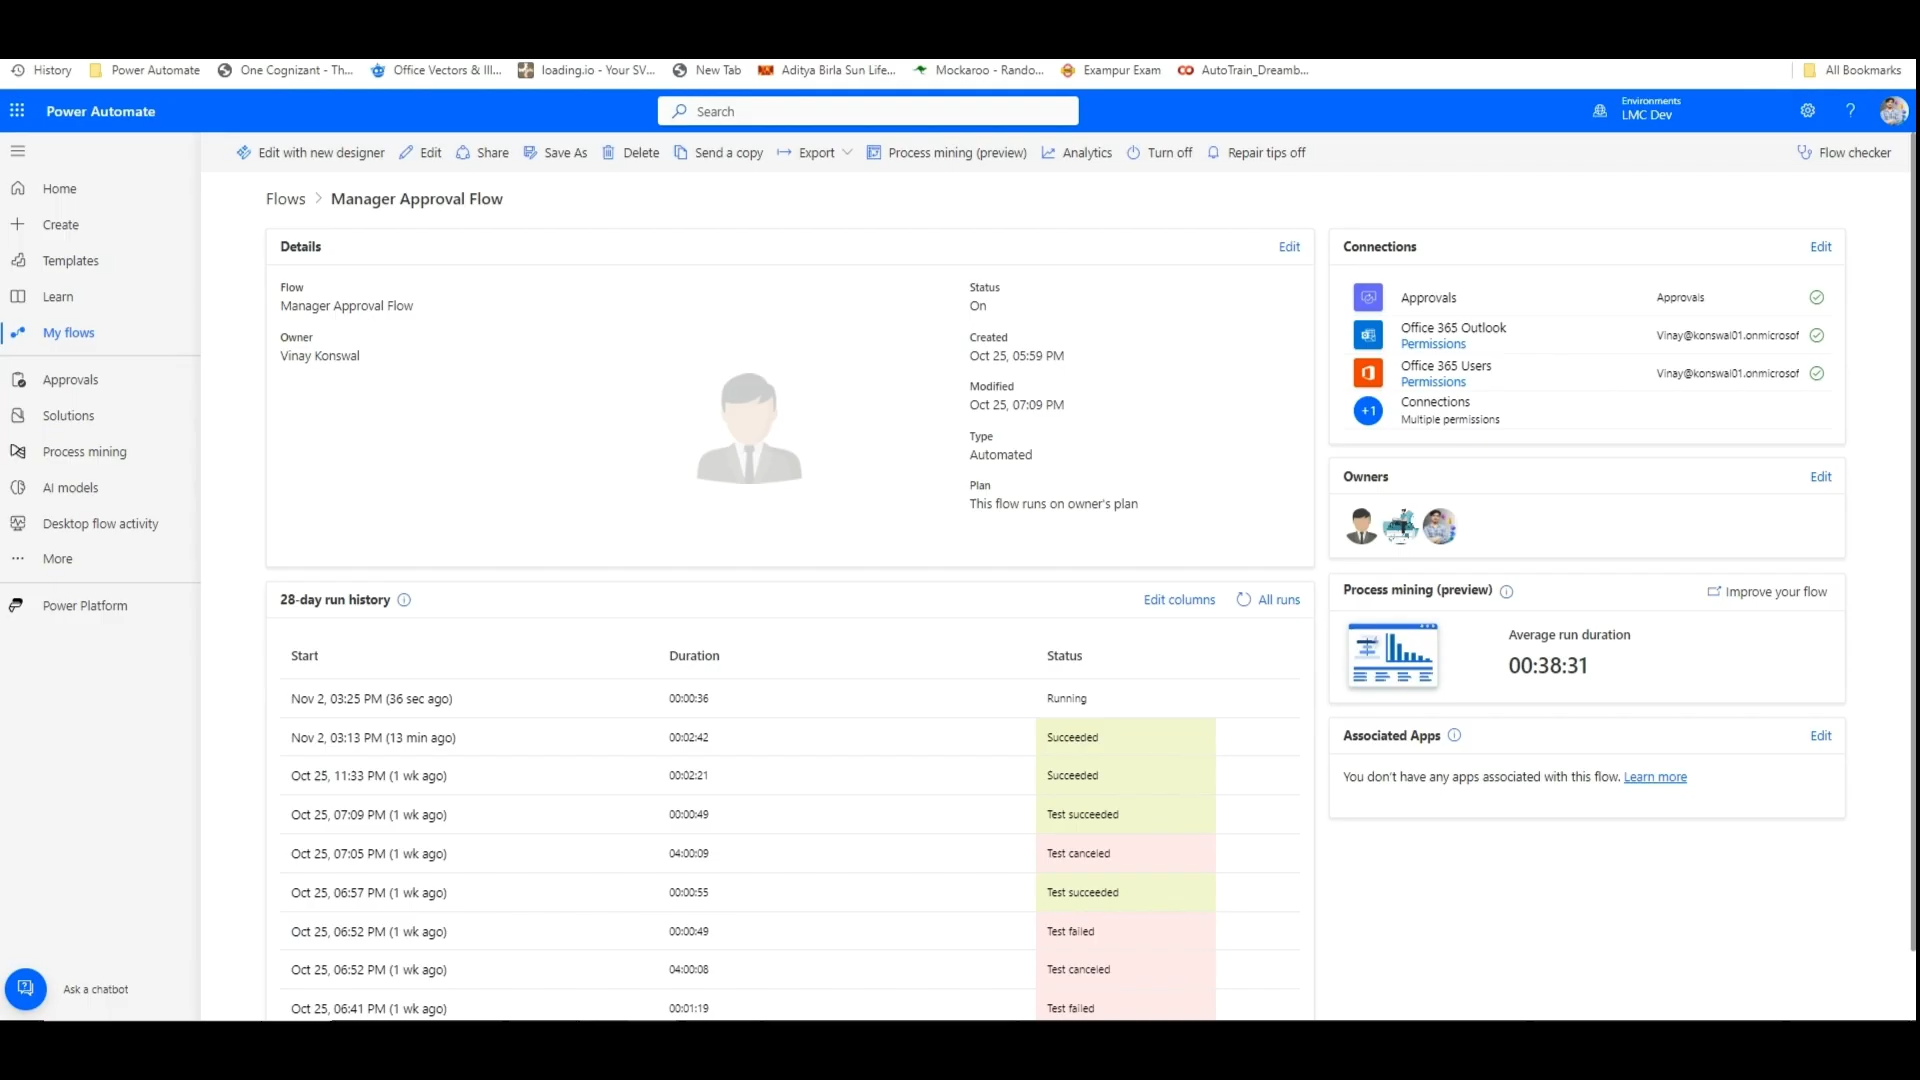 History Power Automate One Cognizant - Th... Office Vectors & Ill... loading.io - Your SV... New Tab Aditya Birla Sun Life... Mockaroo - Rando... Exampur Exam AutoTrain_Dreamb... All Bookmarks
Power Automate Search Environments LMC Dev ?
Edit with new designer Edit Share Save As Delete Send a copy Export Process mining (preview) Analytics Turn off Repair tips off Flow checker
Home
Create
Templates
Learn
My flows
Approvals
Solutions
Process mining
AI models
Desktop flow activity
More
Power Platform
Ask a chatbot
Flows > Manager Approval Flow
Details Edit
Flow
Manager Approval Flow
Owner
Vinay Konswal
Status
On
Created
Oct 25, 05:59 PM
Modified
Oct 25, 07:09 PM
Type
Automated
Plan
This flow runs on owner's plan
28-day run history Edit columns All runs
Start Duration Status
Nov 2, 03:25 PM (36 sec ago) 00:00:36 Running
Nov 2, 03:13 PM (13 min ago) 00:02:42 Succeeded
Oct 25, 11:33 PM (1 wk ago) 00:02:21 Succeeded
Oct 25, 07:09 PM (1 wk ago) 00:00:49 Test succeeded
Oct 25, 07:05 PM (1 wk ago) 04:00:09 Test canceled
Oct 25, 06:57 PM (1 wk ago) 00:00:55 Test succeeded
Oct 25, 06:52 PM (1 wk ago) 00:00:49 Test failed
Oct 25, 06:52 PM (1 wk ago) 04:00:08 Test canceled
Oct 25, 06:41 PM (1 wk ago) 00:01:19 Test failed
Connections Edit
Approvals Approvals
Office 365 Outlook
Permissions Vinay@konswal01.onmicrosof
Office 365 Users
Permissions Vinay@konswal01.onmicrosof
+1 Connections
Multiple permissions
Owners Edit
Process mining (preview) Improve your flow
Average run duration
00:38:31
Associated Apps Edit
You don't have any apps associated with this flow. Learn more